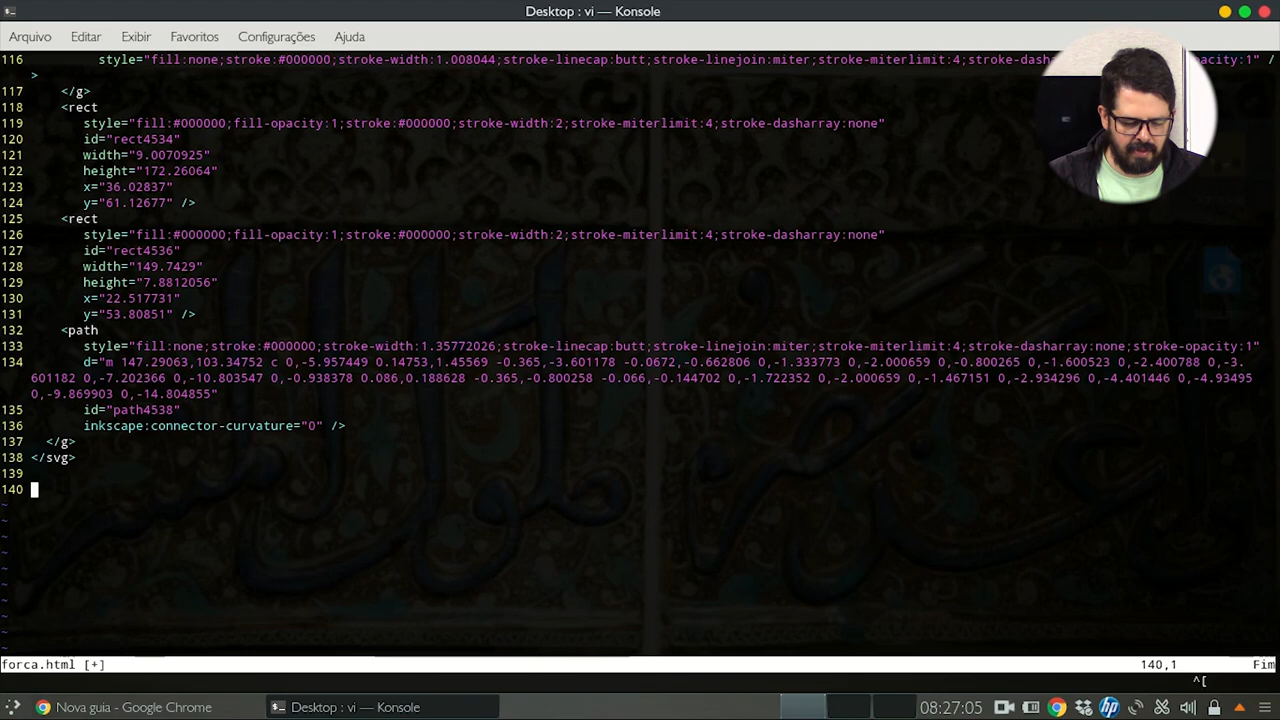 Desktop : vi — Konsole
Arquivo Editar Exibir Favoritos Configurações Ajuda
116 style="fill:none;stroke:#000000;stroke-width:1.008044;stroke-linecap:butt;stroke-linejoin:miter;stroke-miterlimit:4;stroke-dasha opacity:1" /
>
117 </g>
118 <rect
119 style="fill:#000000;fill-opacity:1;stroke:#000000;stroke-width:2;stroke-miterlimit:4;stroke-dasharray:none"
120 id="rect4534"
121 width="9.0070925"
122 height="172.26064"
123 x="36.02837"
124 y="61.12677" />
125 <rect
126 style="fill:#000000;fill-opacity:1;stroke:#000000;stroke-width:2;stroke-miterlimit:4;stroke-dasharray:none"
127 id="rect4536"
128 width="149.7429"
129 height="7.8812056"
130 x="22.517731"
131 y="53.80851" />
132 <path
133 style="fill:none;stroke:#000000;stroke-width:1.35772026;stroke-linecap:butt;stroke-linejoin:miter;stroke-miterlimit:4;stroke-dasharray:none;stroke-opacity:1"
134 d="m 147.29063,103.34752 c 0,-5.957449 0.14753,1.45569 -0.365,-3.601178 -0.0672,-0.662806 0,-1.333773 0,-2.000659 0,-0.800265 0,-1.600523 0,-2.400788 0,-3.
601182 0,-7.202366 0,-10.803547 0,-0.938378 0.086,0.188628 -0.365,-0.800258 -0.066,-0.144702 0,-1.722352 0,-2.000659 0,-1.467151 0,-2.934296 0,-4.401446 0,-4.93495
0,-9.869903 0,-14.804855"
135 id="path4538"
136 inkscape:connector-curvature="0" />
137 </g>
138 </svg>
139
140
~
~
~
~
~
~
~
~
~
~
forca.html [+] 140,1 Fim
^[
Nova guia - Google Chrome Desktop : vi — Konsole 08:27:05